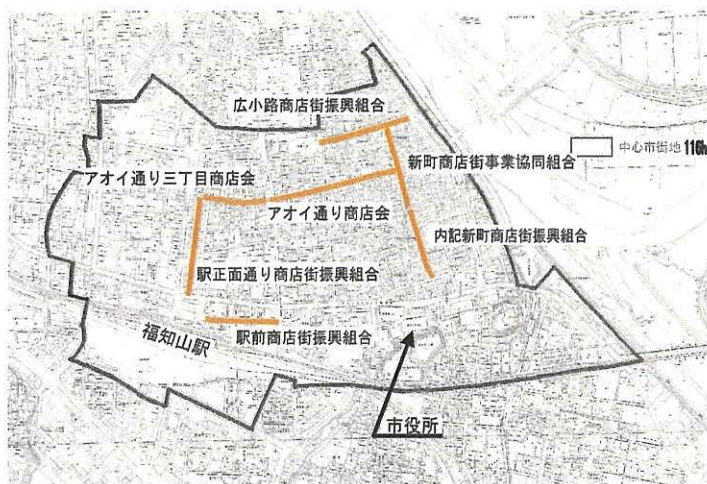 広小路商店街振興組合
中心市街地 116h
新町商店街事業協同組合
アオイ通り三丁目商店会
アオイ通り商店会
内記新町商店街振興組合
駅正面通り商店街振興組合
駅前商店街振興組合
福知山駅
市役所